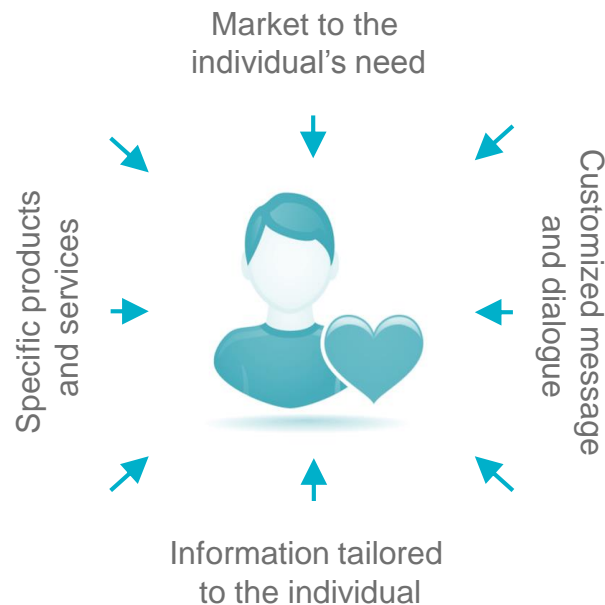 Market to the
individual's need
Specific products
and services
Customized message
and dialogue
Information tailored
to the individual